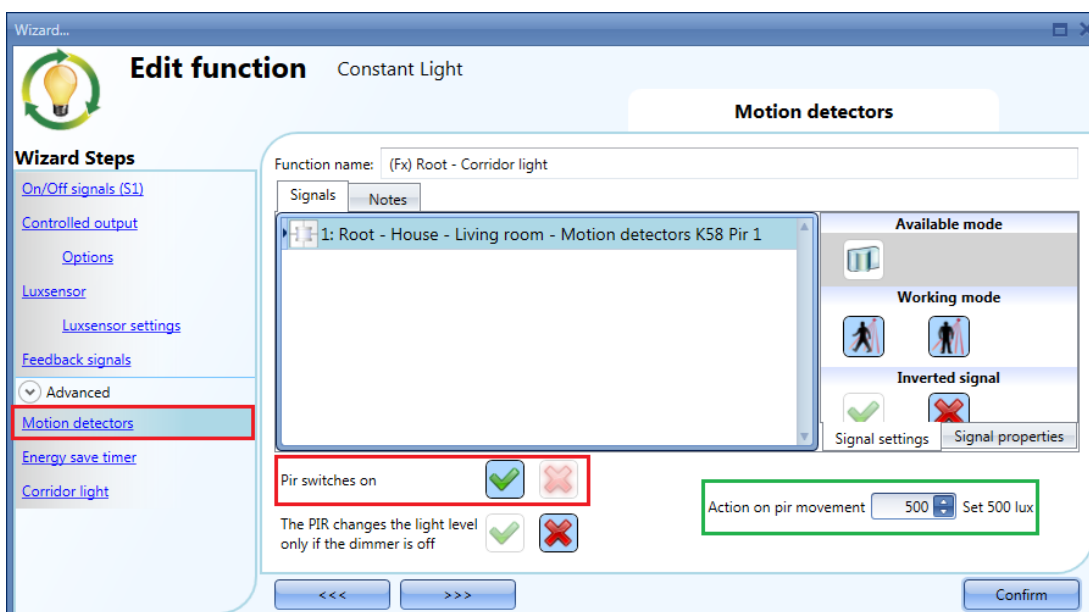 Wizard...
Edit function Constant Light
Motion detectors
Wizard Steps
On/Off signals (S1)
Controlled output
Options
Luxsensor
Luxsensor settings
Feedback signals
Advanced
Motion detectors
Energy save timer
Corridor light
Function name: (Fx) Root - Corridor light
Signals Notes
1: Root - House - Living room - Motion detectors K58 Pir 1
Available mode
Working mode
Inverted signal
Signal settings Signal properties
Pir switches on
The PIR changes the light level
only if the dimmer is off
Action on pir movement 500 Set 500 lux
<<< >>> Confirm